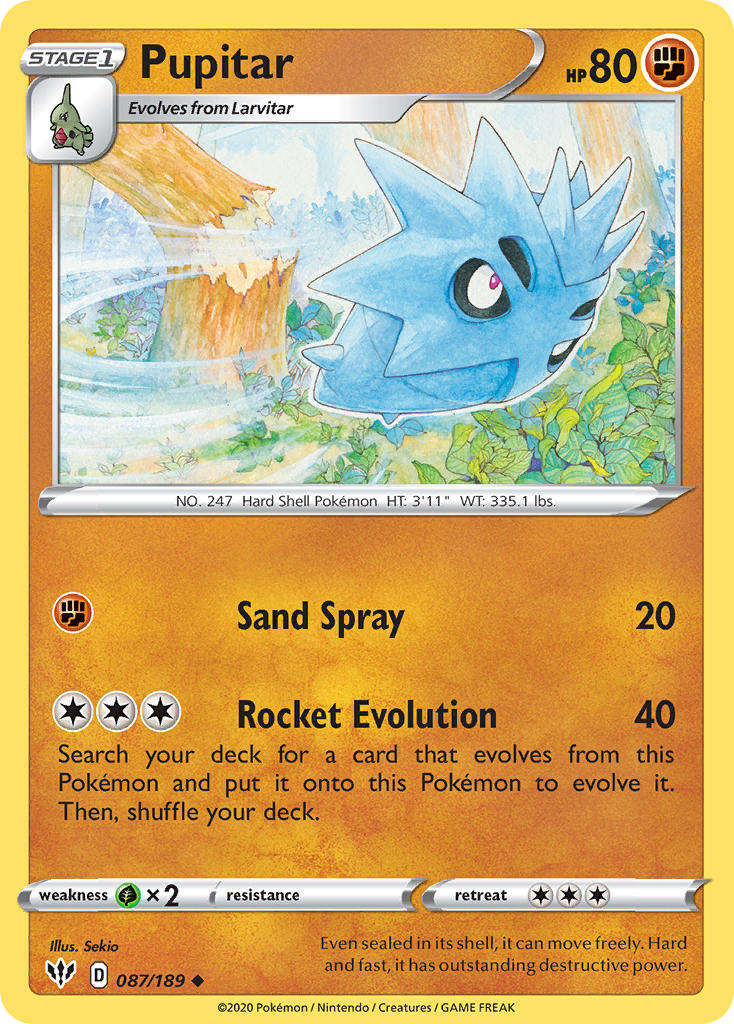 STAGE 1
Pupitar
HP 80
Evolves from Larvitar
NO. 247 Hard Shell Pokémon HT: 3'11" WT: 335.1 lbs.
Sand Spray 20
Rocket Evolution 40
Search your deck for a card that evolves from this
Pokémon and put it onto this Pokémon to evolve it.
Then, shuffle your deck.
weakness ×2 resistance retreat
Illus. Sekio
Even sealed in its shell, it can move freely. Hard
and fast, it has outstanding destructive power.
D 087/189
©2020 Pokémon / Nintendo / Creatures / GAME FREAK